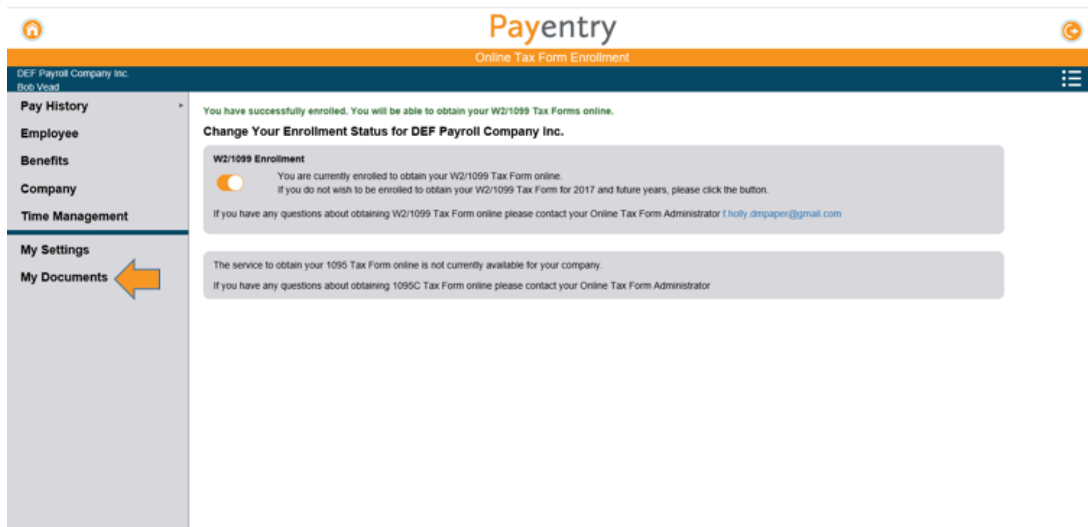 Payentry
Online Tax Form Enrollment
DEF Payroll Company Inc.
Bob Vead
Pay History
Employee
Benefits
Company
Time Management
My Settings
My Documents
You have successfully enrolled. You will be able to obtain your W2/1099 Tax Forms online.
Change Your Enrollment Status for DEF Payroll Company Inc.
W2/1099 Enrollment
You are currently enrolled to obtain your W2/1099 Tax Form online.
If you do not wish to be enrolled to obtain your W2/1099 Tax Form for 2017 and future years, please click the button.
If you have any questions about obtaining W2/1099 Tax Form online please contact your Online Tax Form Administrator f.holly.dmpaper@gmail.com
The service to obtain your 1095 Tax Form online is not currently available for your company.
If you have any questions about obtaining 1095C Tax Form online please contact your Online Tax Form Administrator